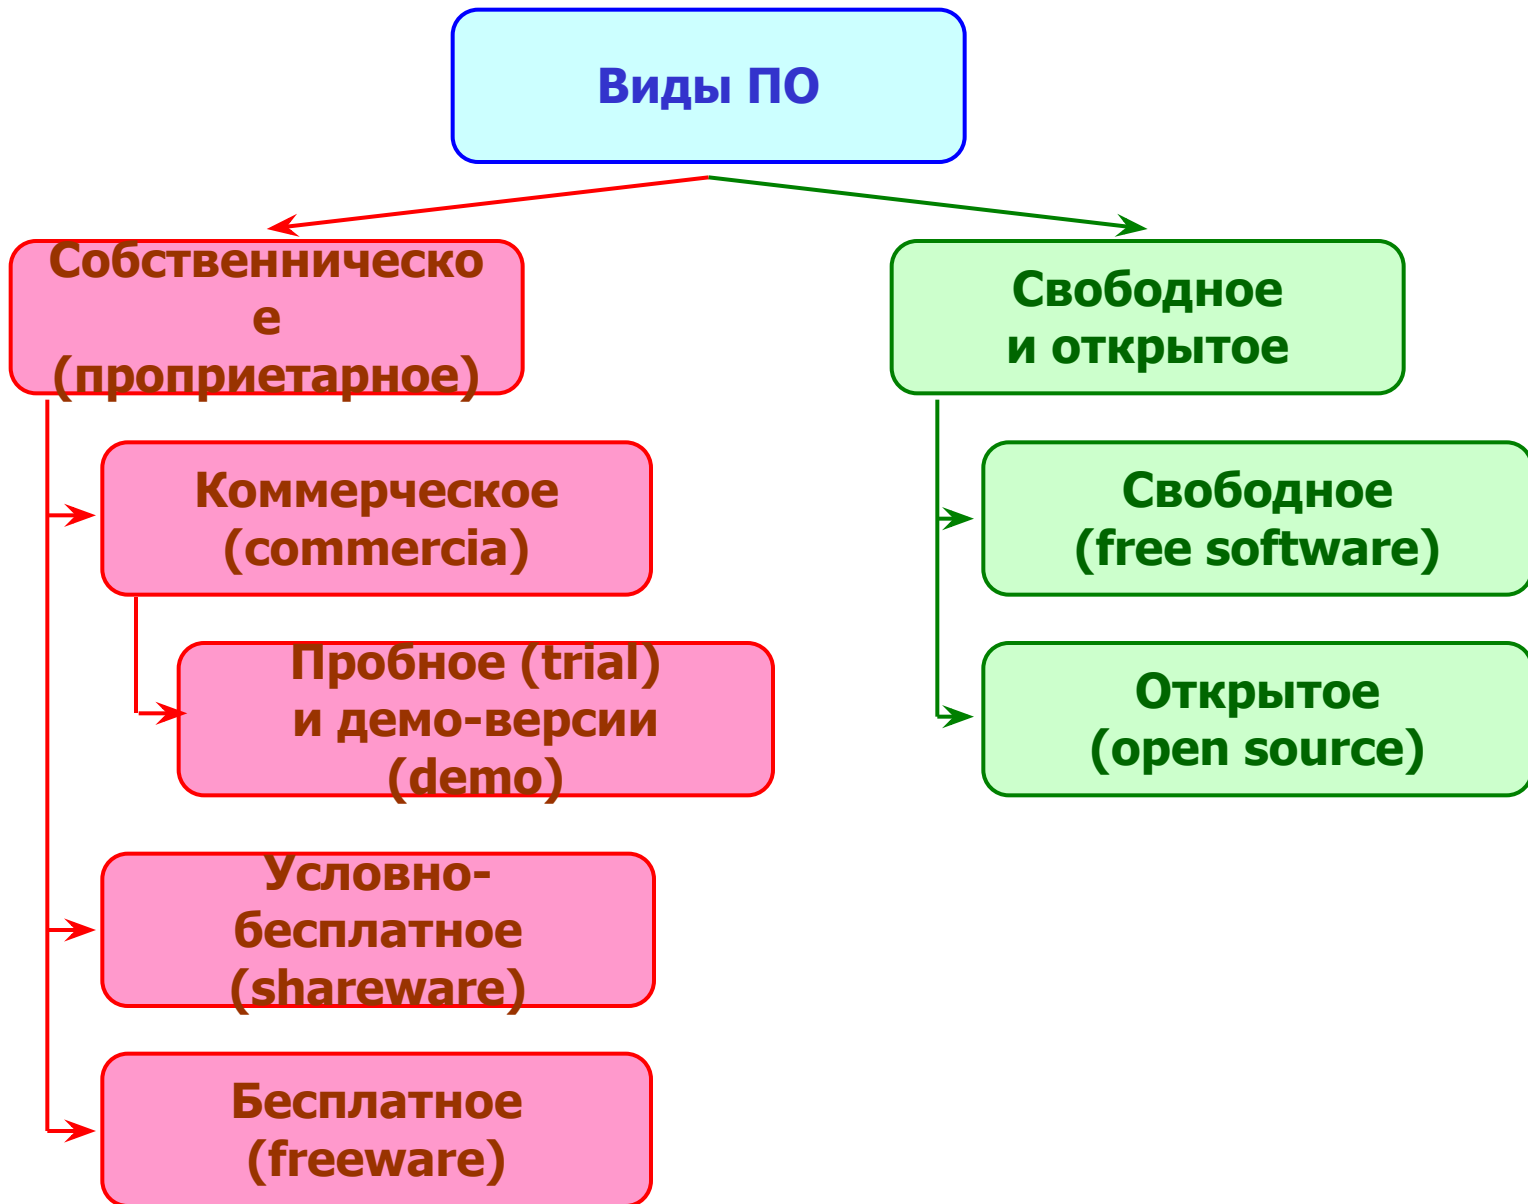 Виды ПО
Собственническо
е
(проприетарное)
Свободное
и открытое
Коммерческое
(commercia)
Свободное
(free software)
Пробное (trial)
и демо-версии
(demo)
Открытое
(open source)
Условно-
бесплатное
(shareware)
Бесплатное
(freeware)